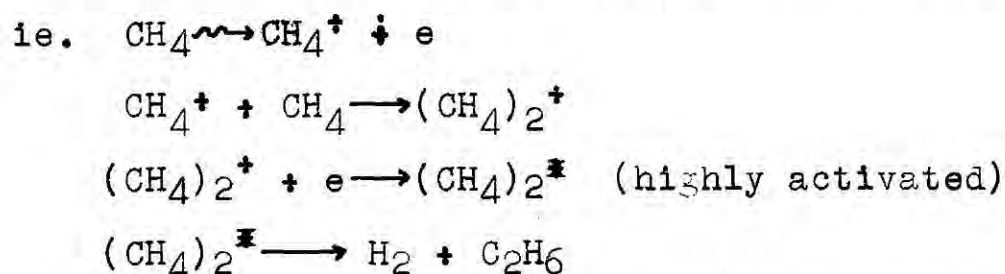 ie. CH₄ ⇝ CH₄⁺ + e
CH₄⁺ + CH₄ ⟶ (CH₄)₂⁺
(CH₄)₂⁺ + e ⟶ (CH₄)₂* (highly activated)
(CH₄)₂* ⟶ H₂ + C₂H₆